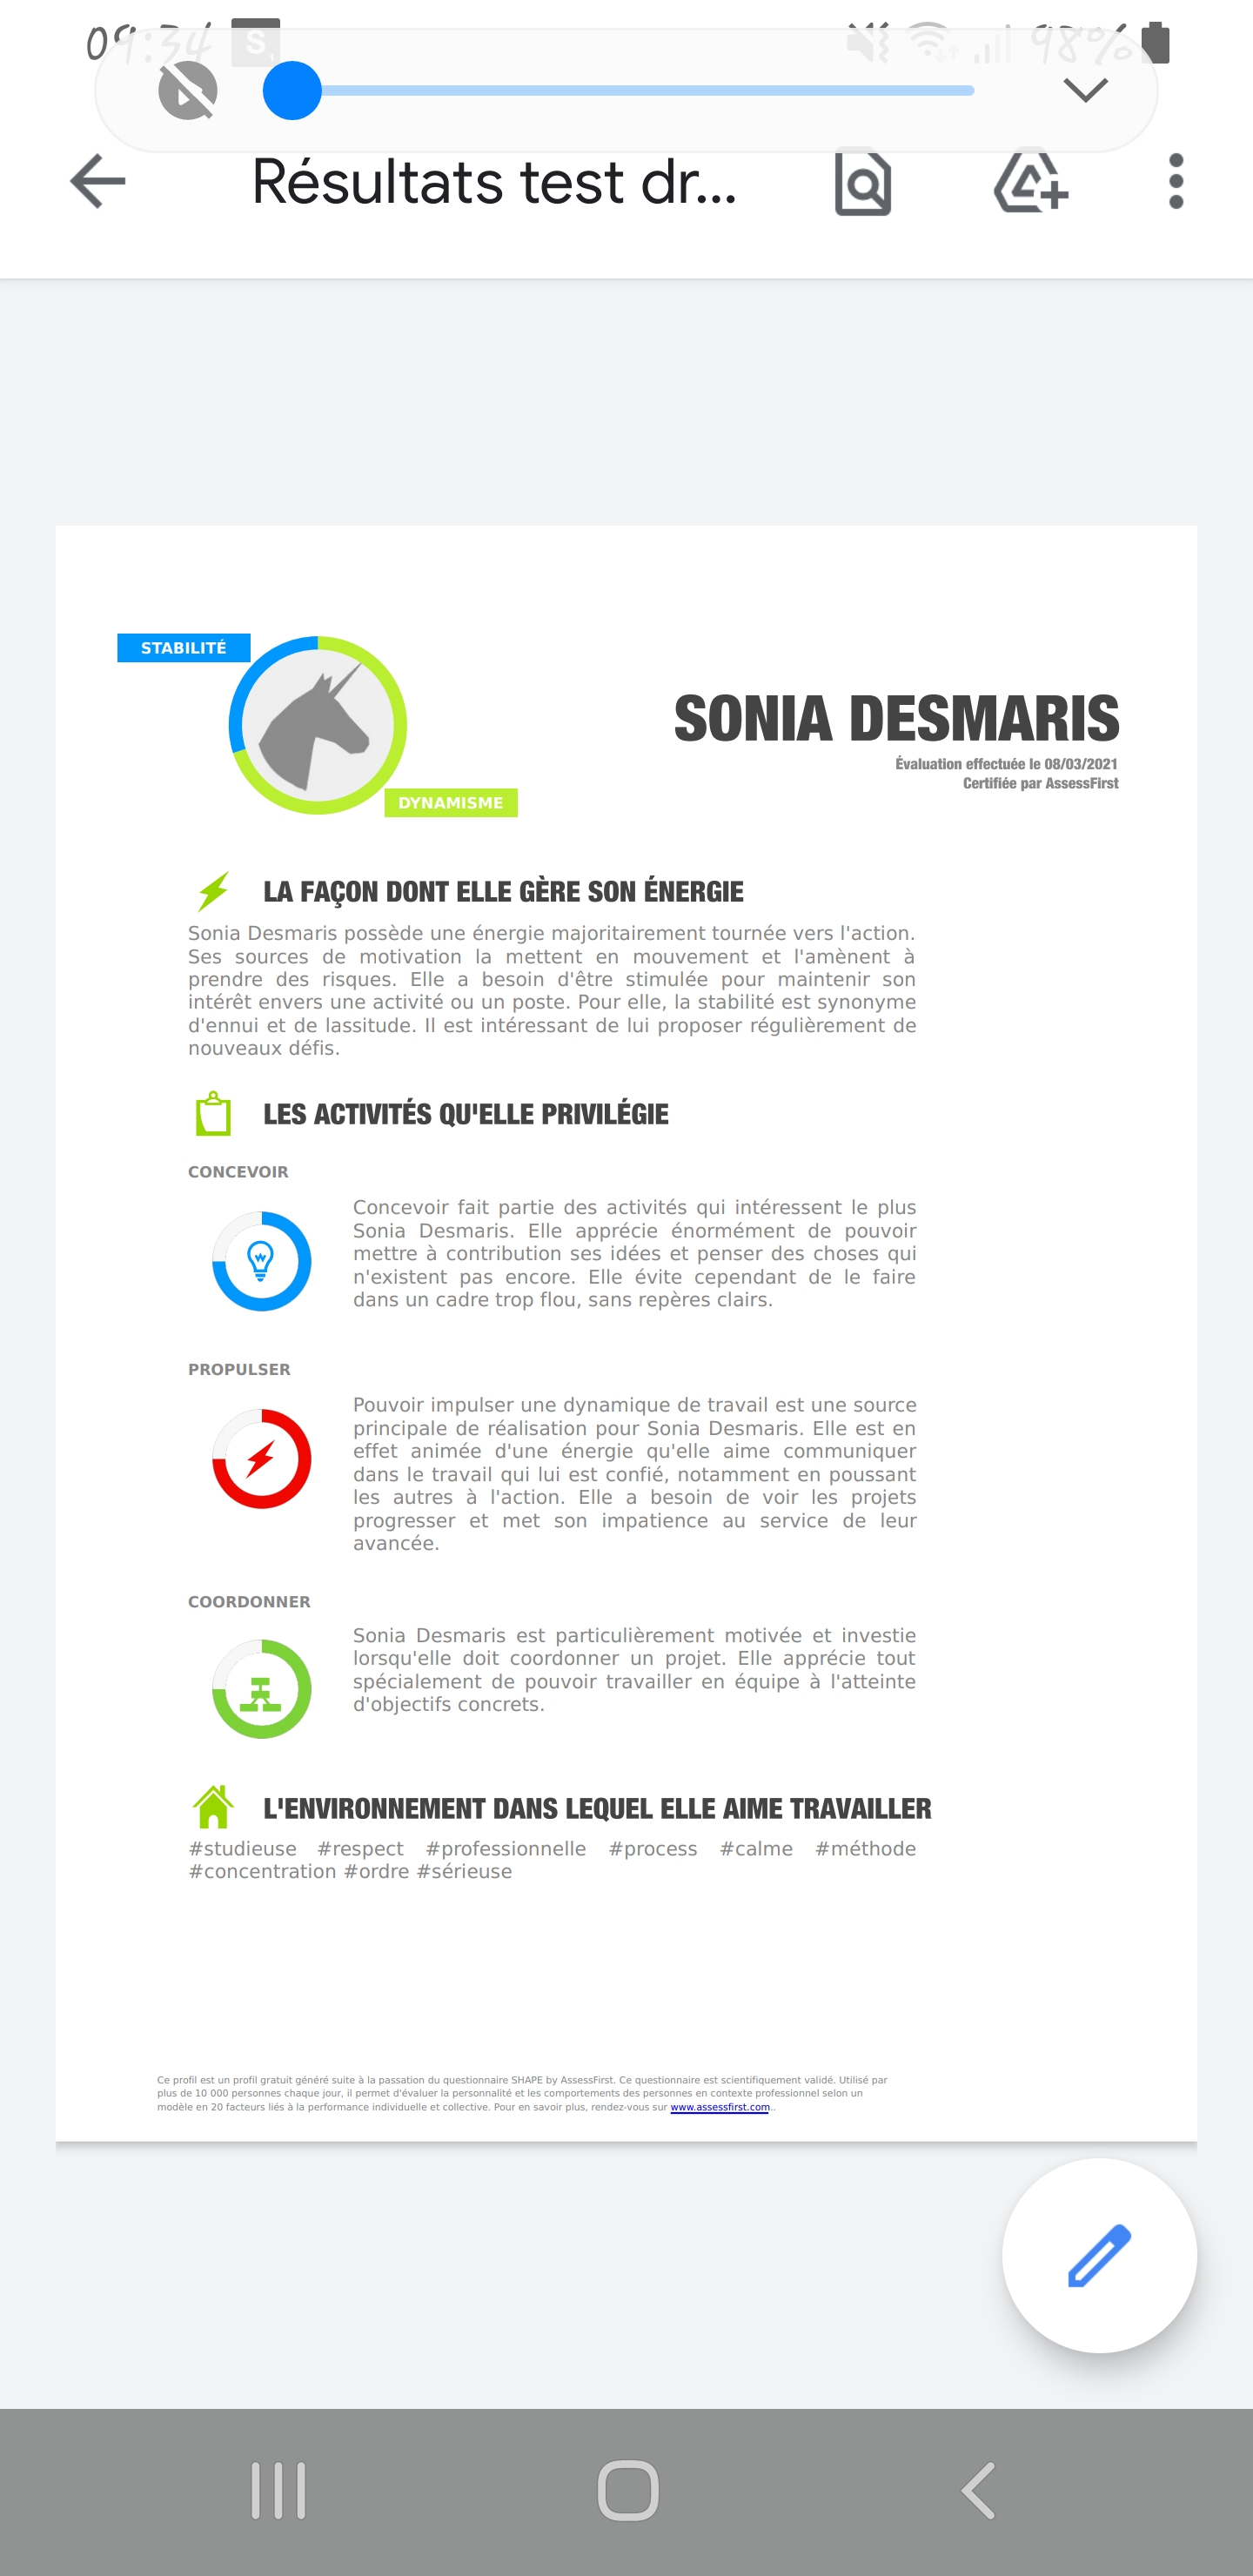 09:34
S
98%
Résultats test dr...
STABILITÉ
DYNAMISME
SONIA DESMARIS
Évaluation effectuée le 08/03/2021
Certifiée par AssessFirst
LA FAÇON DONT ELLE GÈRE SON ÉNERGIE
Sonia Desmaris possède une énergie majoritairement tournée vers l'action.
Ses sources de motivation la mettent en mouvement et l'amènent à
prendre des risques. Elle a besoin d'être stimulée pour maintenir son
intérêt envers une activité ou un poste. Pour elle, la stabilité est synonyme
d'ennui et de lassitude. Il est intéressant de lui proposer régulièrement de
nouveaux défis.
LES ACTIVITÉS QU'ELLE PRIVILÉGIE
CONCEVOIR
Concevoir fait partie des activités qui intéressent le plus
Sonia Desmaris. Elle apprécie énormément de pouvoir
mettre à contribution ses idées et penser des choses qui
n'existent pas encore. Elle évite cependant de le faire
dans un cadre trop flou, sans repères clairs.
PROPULSER
Pouvoir impulser une dynamique de travail est une source
principale de réalisation pour Sonia Desmaris. Elle est en
effet animée d'une énergie qu'elle aime communiquer
dans le travail qui lui est confié, notamment en poussant
les autres à l'action. Elle a besoin de voir les projets
progresser et met son impatience au service de leur
avancée.
COORDONNER
Sonia Desmaris est particulièrement motivée et investie
lorsqu'elle doit coordonner un projet. Elle apprécie tout
spécialement de pouvoir travailler en équipe à l'atteinte
d'objectifs concrets.
L'ENVIRONNEMENT DANS LEQUEL ELLE AIME TRAVAILLER
#studieuse #respect #professionnelle #process #calme #méthode
#concentration #ordre #sérieuse
Ce profil est un profil gratuit généré suite à la passation du questionnaire SHAPE by AssessFirst. Ce questionnaire est scientifiquement validé. Utilisé par
plus de 10 000 personnes chaque jour, il permet d'évaluer la personnalité et les comportements des personnes en contexte professionnel selon un
modèle en 20 facteurs liés à la performance individuelle et collective. Pour en savoir plus, rendez-vous sur www.assessfirst.com..